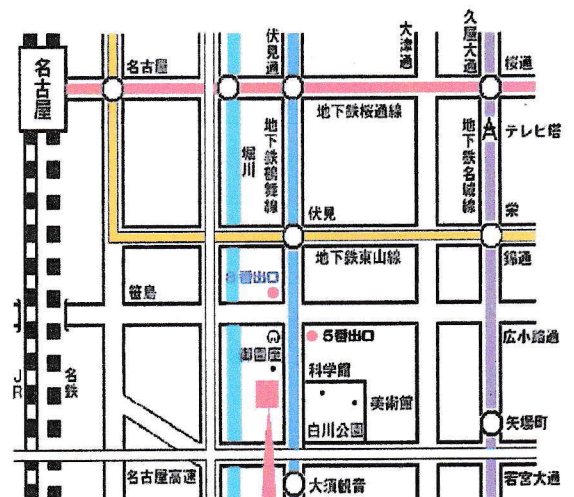 伏見通
大津通
久屋大通
名古屋
名古屋
桜通
地下鉄桜通線
テレビ塔
堀川
地下鉄鶴舞線
地下鉄名城線
伏見
栄
地下鉄東山線
錦通
8番出口
笹島
5番出口
広小路通
御園座
科学館
JR
名鉄
美術館
白川公園
矢場町
名古屋高速
大須観音
若宮大通